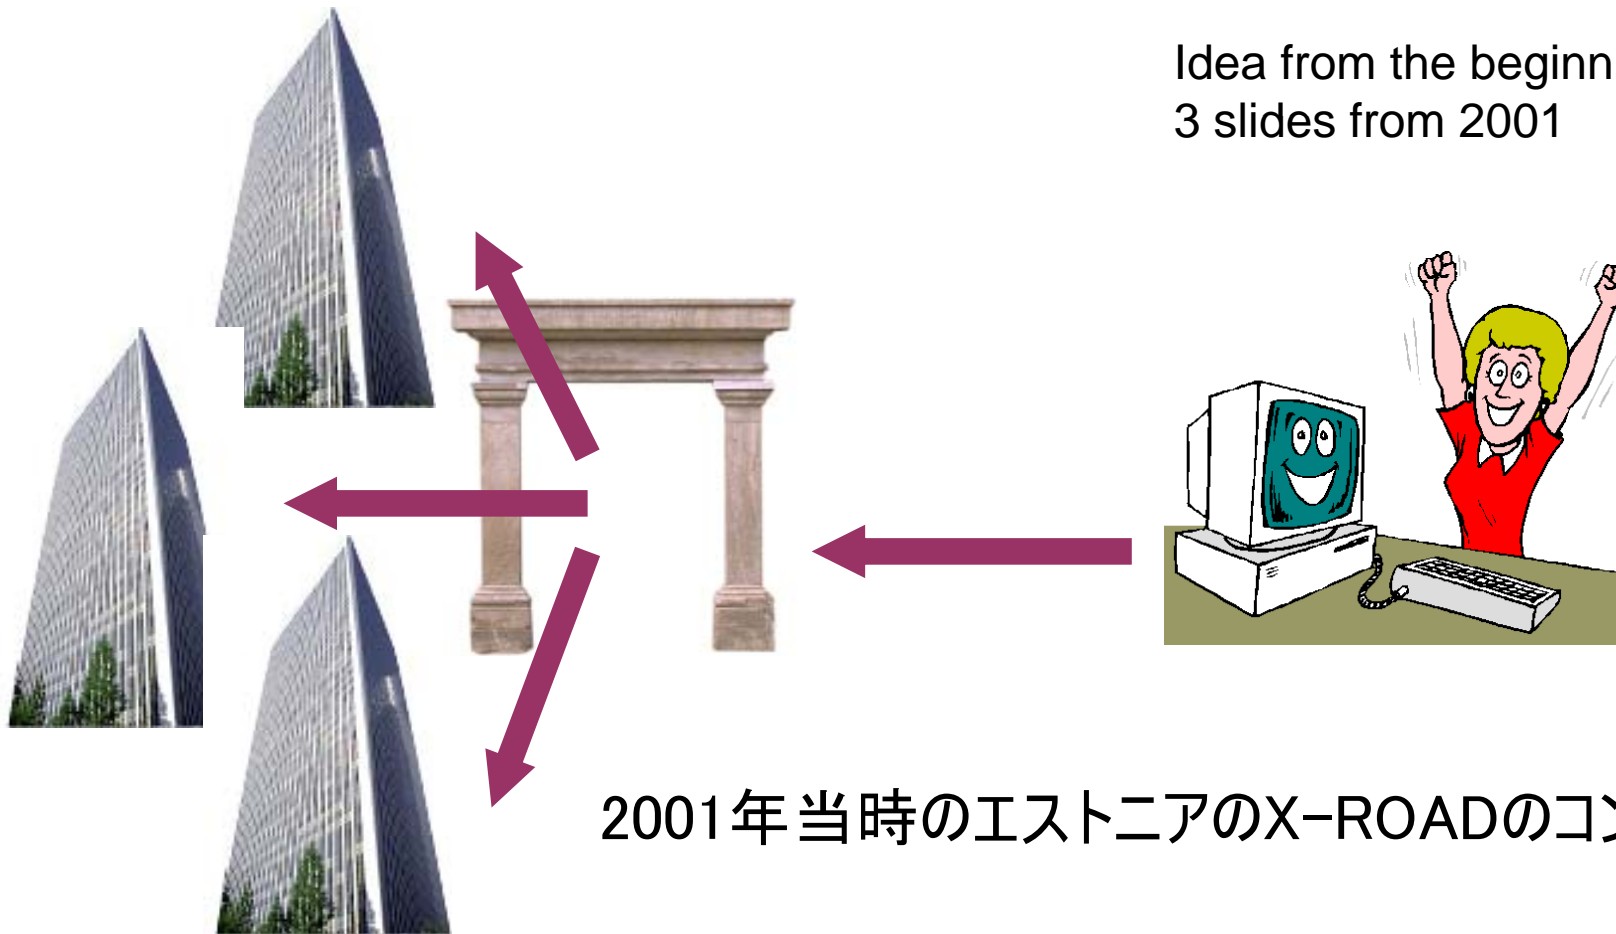 Idea from the beginn
3 slides from 2001
2001年当時のエストニアのX-ROADのコン